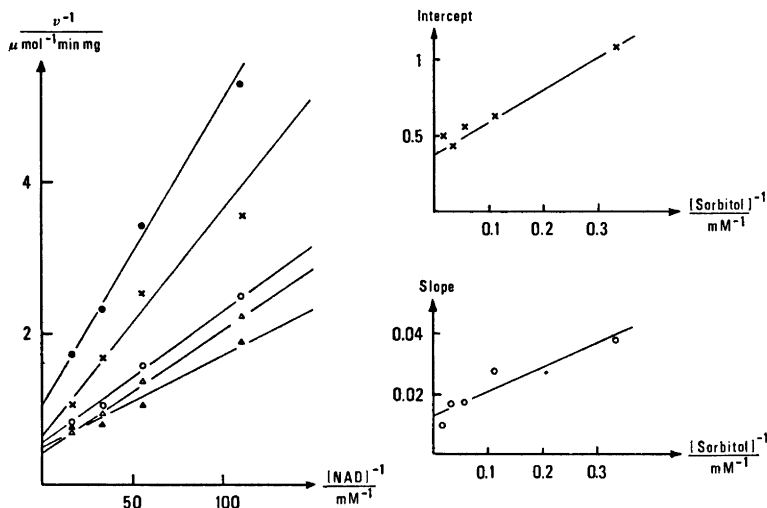 v⁻¹
μmol⁻¹min mg
4
2
50
100
[NAD]⁻¹
mM⁻¹
Intercept
1
0.5
0.1
0.2
0.3
[Sorbitol]⁻¹
mM⁻¹
Slope
0.04
0.02
0.1
0.2
0.3
[Sorbitol]⁻¹
mM⁻¹